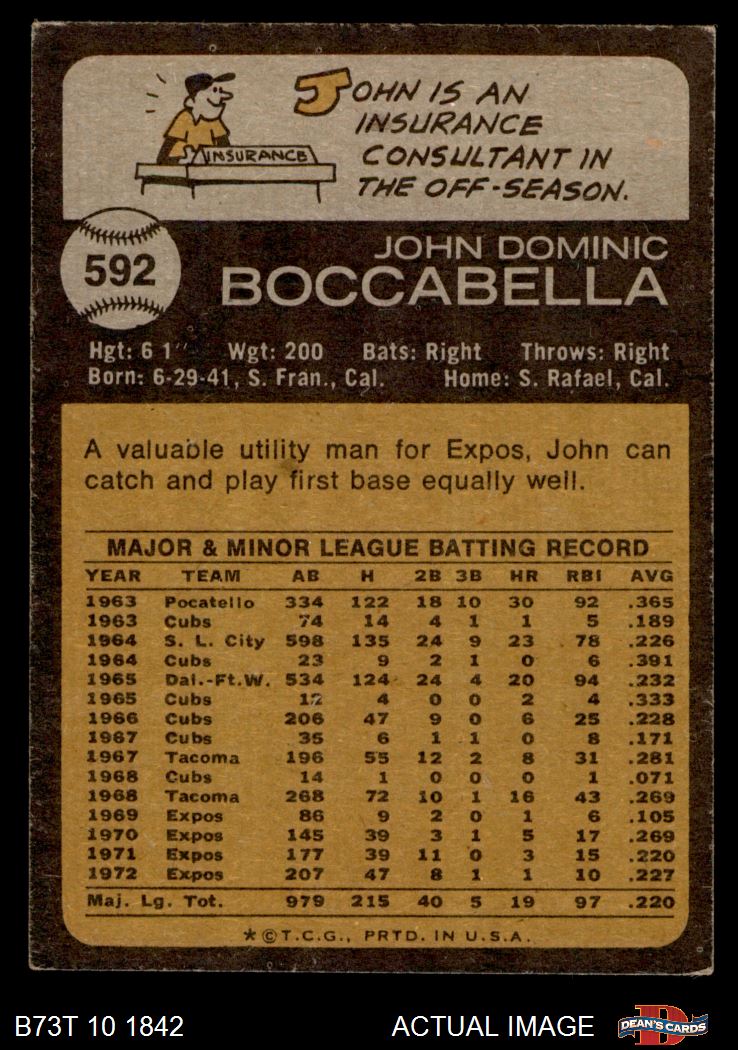 JOHN IS AN
INSURANCE
CONSULTANT IN
THE OFF-SEASON.
INSURANCE
592
JOHN DOMINIC
BOCCABELLA
Hgt: 6 1" Wgt: 200 Bats: Right Throws: Right
Born: 6-29-41, S. Fran., Cal. Home: S. Rafael, Cal.
A valuable utility man for Expos, John can
catch and play first base equally well.
MAJOR & MINOR LEAGUE BATTING RECORD
YEAR TEAM AB H 2B 3B HR RBI AVG
1963 Pocatello 334 122 18 10 30 92 .365
1963 Cubs 74 14 4 1 1 5 .189
1964 S. L. City 598 135 24 9 23 78 .226
1964 Cubs 23 9 2 1 0 6 .391
1965 Dal.-Ft.W. 534 124 24 4 20 94 .232
1965 Cubs 12 4 0 0 2 4 .333
1966 Cubs 206 47 9 0 6 25 .228
1967 Cubs 35 6 1 1 0 8 .171
1967 Tacoma 196 55 12 2 8 31 .281
1968 Cubs 14 1 0 0 0 1 .071
1968 Tacoma 268 72 10 1 16 43 .269
1969 Expos 86 9 2 0 1 6 .105
1970 Expos 145 39 3 1 5 17 .269
1971 Expos 177 39 11 0 3 15 .220
1972 Expos 207 47 8 1 1 10 .227
Maj. Lg. Tot. 979 215 40 5 19 97 .220
*©T.C.G., PRTD. IN U.S.A.
B73T 10 1842 ACTUAL IMAGE
D
DEAN'S CARDS